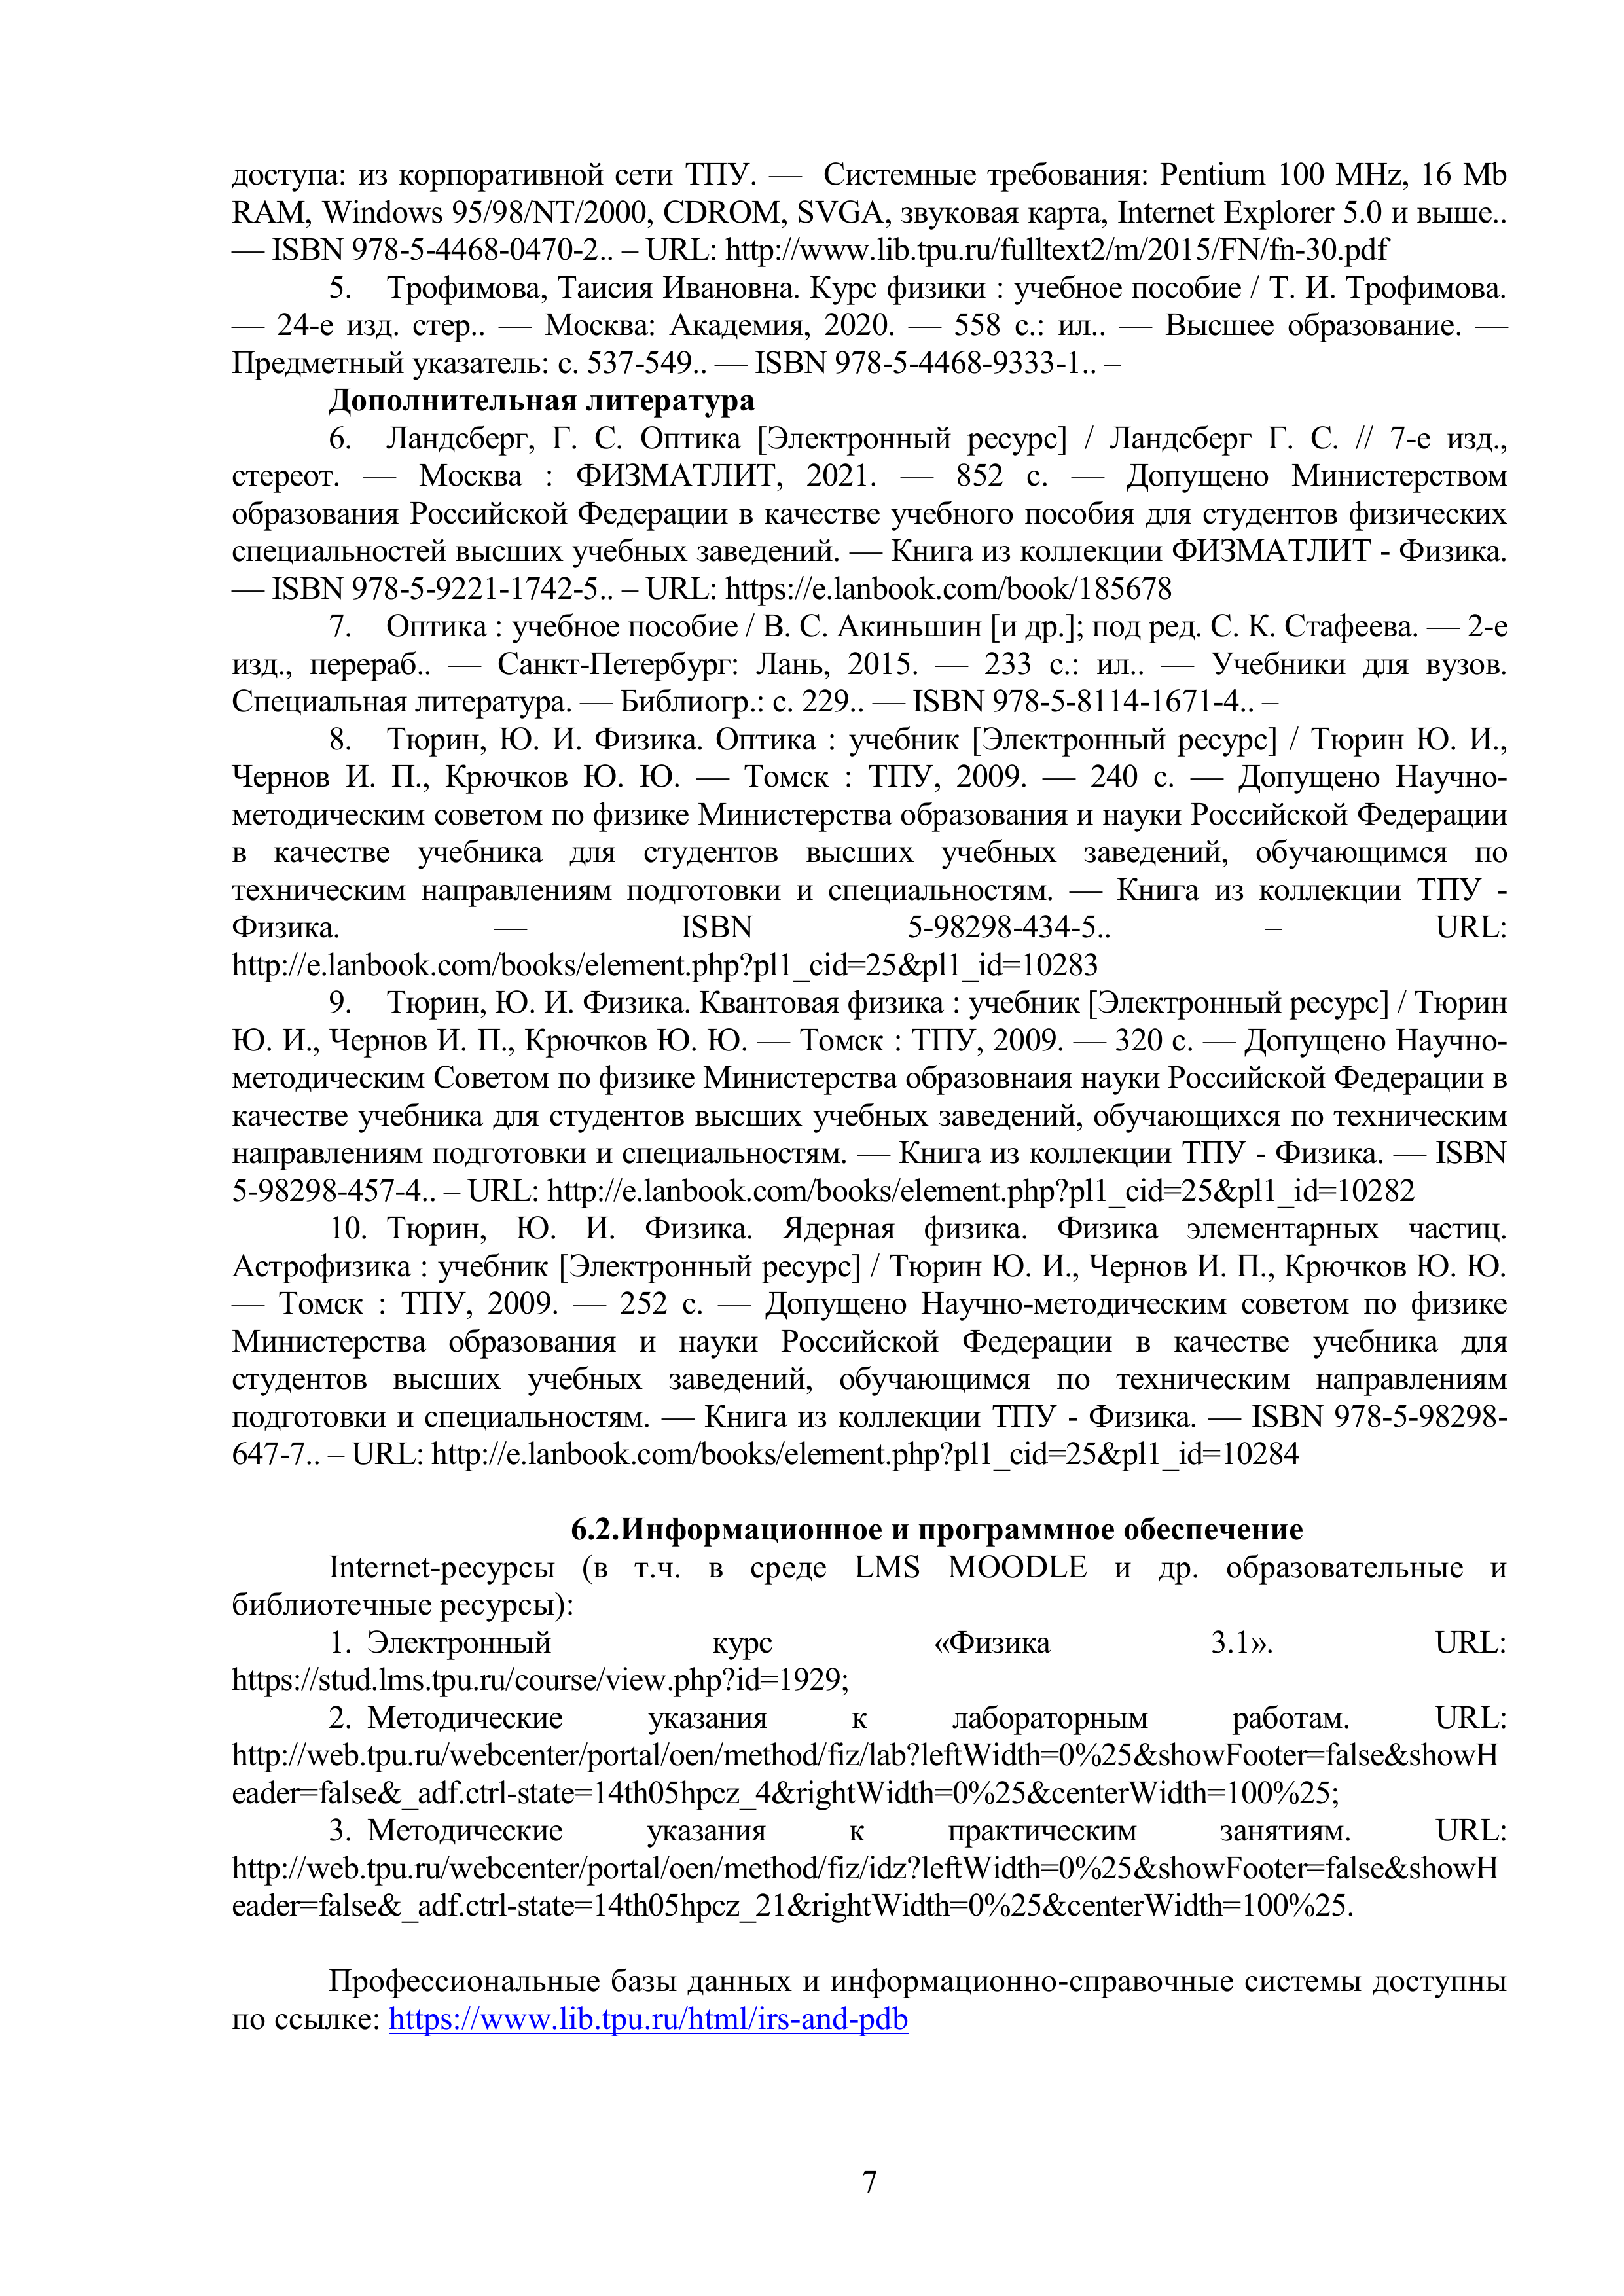 доступа: из корпоративной сети ТПУ. — Системные требования: Pentium 100 MHz, 16 Mb
RAM, Windows 95/98/NT/2000, CDROM, SVGA, звуковая карта, Internet Explorer 5.0 и выше..
— ISBN 978-5-4468-0470-2.. – URL: http://www.lib.tpu.ru/fulltext2/m/2015/FN/fn-30.pdf
5. Трофимова, Таисия Ивановна. Курс физики : учебное пособие / Т. И. Трофимова.
— 24-е изд. стер.. — Москва: Академия, 2020. — 558 с.: ил.. — Высшее образование. —
Предметный указатель: с. 537-549.. — ISBN 978-5-4468-9333-1.. –
Дополнительная литература
6. Ландсберг, Г. С. Оптика [Электронный ресурс] / Ландсберг Г. С. // 7-е изд.,
стереот. — Москва : ФИЗМАТЛИТ, 2021. — 852 с. — Допущено Министерством
образования Российской Федерации в качестве учебного пособия для студентов физических
специальностей высших учебных заведений. — Книга из коллекции ФИЗМАТЛИТ - Физика.
— ISBN 978-5-9221-1742-5.. – URL: https://e.lanbook.com/book/185678
7. Оптика : учебное пособие / В. С. Акиньшин [и др.]; под ред. С. К. Стафеева. — 2-е
изд., перераб.. — Санкт-Петербург: Лань, 2015. — 233 с.: ил.. — Учебники для вузов.
Специальная литература. — Библиогр.: с. 229.. — ISBN 978-5-8114-1671-4.. –
8. Тюрин, Ю. И. Физика. Оптика : учебник [Электронный ресурс] / Тюрин Ю. И.,
Чернов И. П., Крючков Ю. Ю. — Томск : ТПУ, 2009. — 240 с. — Допущено Научно-
методическим советом по физике Министерства образования и науки Российской Федерации
в качестве учебника для студентов высших учебных заведений, обучающимся по
техническим направлениям подготовки и специальностям. — Книга из коллекции ТПУ -
Физика. — ISBN 5-98298-434-5.. – URL:
http://e.lanbook.com/books/element.php?pl1_cid=25&pl1_id=10283
9. Тюрин, Ю. И. Физика. Квантовая физика : учебник [Электронный ресурс] / Тюрин
Ю. И., Чернов И. П., Крючков Ю. Ю. — Томск : ТПУ, 2009. — 320 с. — Допущено Научно-
методическим Советом по физике Министерства образовнаия науки Российской Федерации в
качестве учебника для студентов высших учебных заведений, обучающихся по техническим
направлениям подготовки и специальностям. — Книга из коллекции ТПУ - Физика. — ISBN
5-98298-457-4.. – URL: http://e.lanbook.com/books/element.php?pl1_cid=25&pl1_id=10282
10. Тюрин, Ю. И. Физика. Ядерная физика. Физика элементарных частиц.
Астрофизика : учебник [Электронный ресурс] / Тюрин Ю. И., Чернов И. П., Крючков Ю. Ю.
— Томск : ТПУ, 2009. — 252 с. — Допущено Научно-методическим советом по физике
Министерства образования и науки Российской Федерации в качестве учебника для
студентов высших учебных заведений, обучающимся по техническим направлениям
подготовки и специальностям. — Книга из коллекции ТПУ - Физика. — ISBN 978-5-98298-
647-7.. – URL: http://e.lanbook.com/books/element.php?pl1_cid=25&pl1_id=10284
6.2.Информационное и программное обеспечение
Internet-ресурсы (в т.ч. в среде LMS MOODLE и др. образовательные и
библиотечные ресурсы):
1. Электронный курс «Физика 3.1». URL:
https://stud.lms.tpu.ru/course/view.php?id=1929;
2. Методические указания к лабораторным работам. URL:
http://web.tpu.ru/webcenter/portal/oen/method/fiz/lab?leftWidth=0%25&showFooter=false&showH
eader=false&_adf.ctrl-state=14th05hpcz_4&rightWidth=0%25&centerWidth=100%25;
3. Методические указания к практическим занятиям. URL:
http://web.tpu.ru/webcenter/portal/oen/method/fiz/idz?leftWidth=0%25&showFooter=false&showH
eader=false&_adf.ctrl-state=14th05hpcz_21&rightWidth=0%25&centerWidth=100%25.
Профессиональные базы данных и информационно-справочные системы доступны
по ссылке: https://www.lib.tpu.ru/html/irs-and-pdb
7